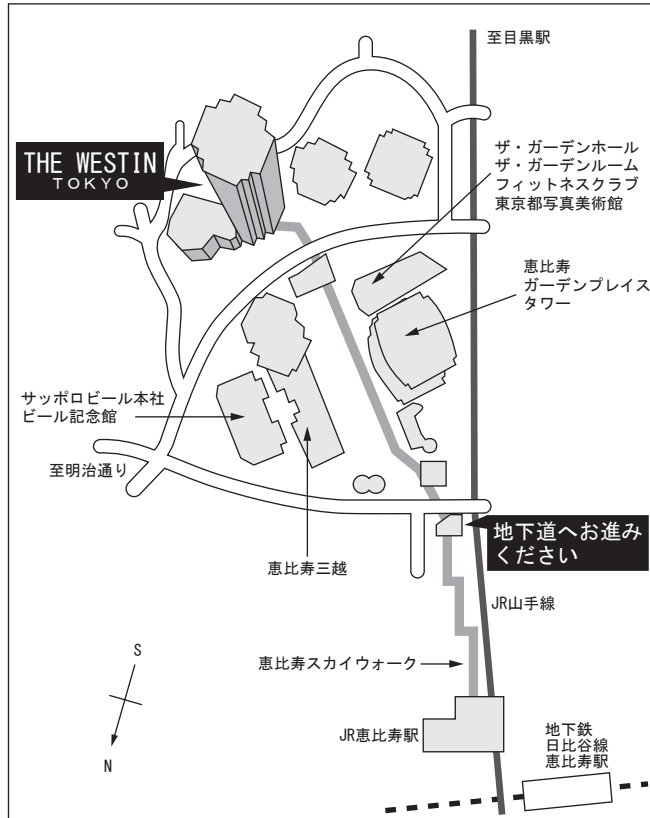 至目黒駅
THE WESTIN
TOKYO
ザ・ガーデンホール
ザ・ガーデンルーム
フィットネスクラブ
東京都写真美術館
恵比寿
ガーデンプレイス
タワー
サッポロビール本社
ビール記念館
至明治通り
恵比寿三越
地下道へお進み
ください
JR山手線
恵比寿スカイウォーク
S
N
JR恵比寿駅
地下鉄
日比谷線
恵比寿駅